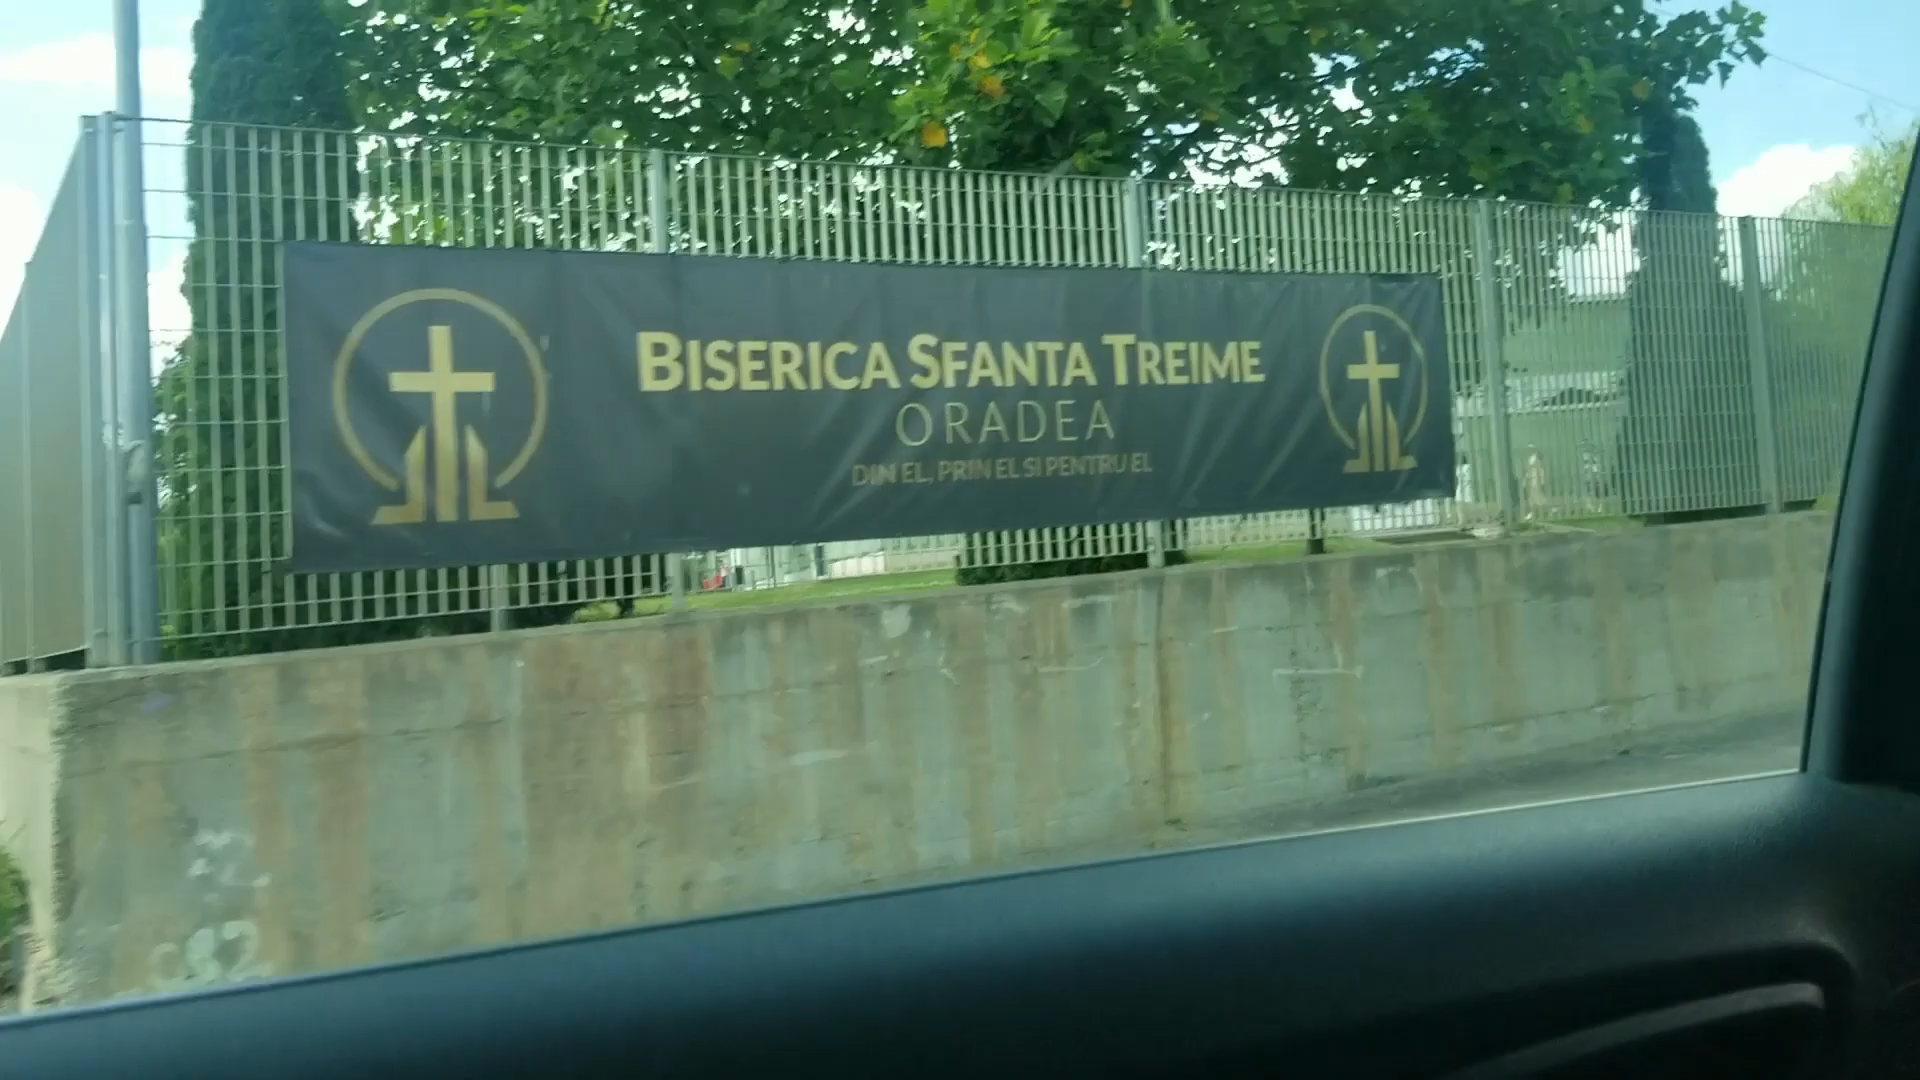 BISERICA SFANTA TREIME
ORADEA
DIN EL, PRIN EL SI PENTRU EL